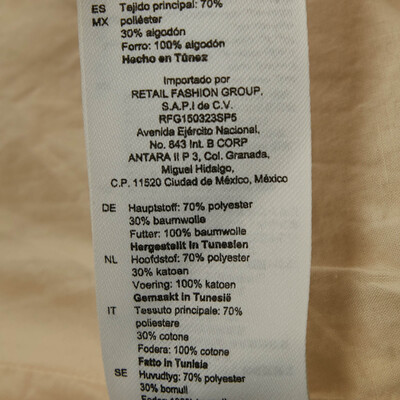 ES Tejido principal: 70%
MX poliéster
30% algodón
Forro: 100% algodón
Hecho en Túnez
Importado por
RETAIL FASHION GROUP,
S.A.P.I de C.V.
RFG150323SP5
Avenida Ejército Nacional,
No. 843 Int. B CORP
ANTARA II P 3, Col. Granada,
Miguel Hidalgo,
C.P. 11520 Ciudad de México, México
DE Hauptstoff: 70% polyester
30% baumwolle
Futter: 100% baumwolle
Hergestellt in Tunesien
NL Hoofdstof: 70% polyester
30% katoen
Voering: 100% katoen
Gemaakt in Tunesië
IT Tessuto principale: 70%
poliestare
30% cotone
Fodera: 100% cotone
Fatto in Tunisia
SE Huvudtyg: 70% polyester
30% bomull